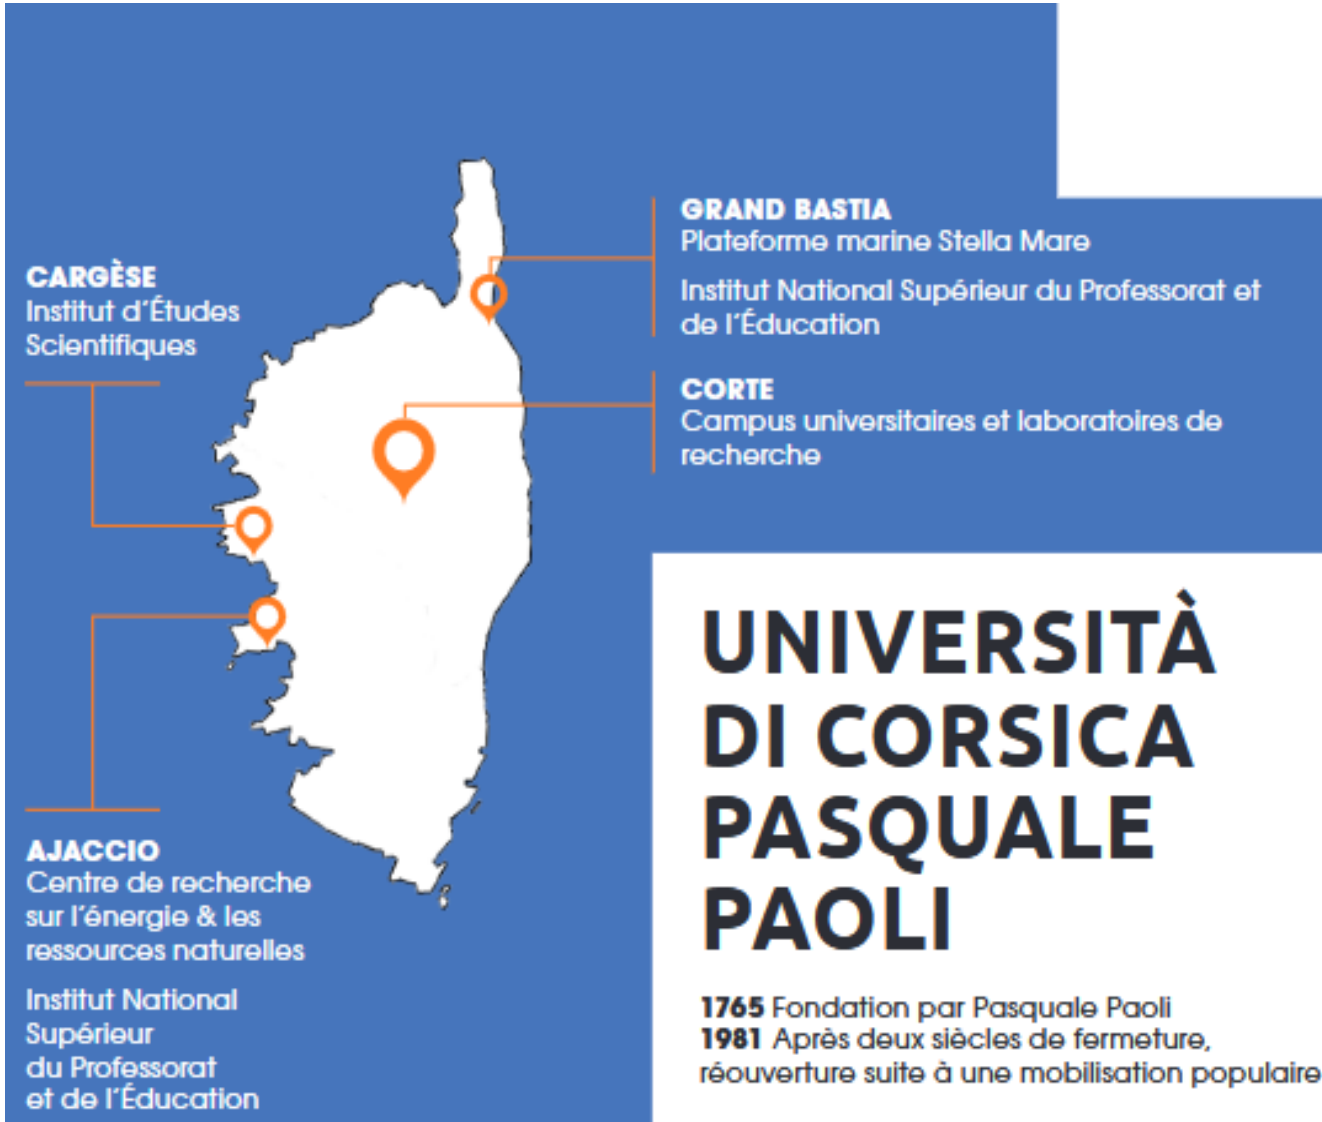 GRAND BASTIA
Plateforme marine Stella Mare
Institut National Supérieur du Professorat et
de l'Éducation
CARGÈSE
Institut d'Études
Scientifiques
CORTE
Campus universitaires et laboratoires de
recherche
AJACCIO
Centre de recherche
sur l'énergie & les
ressources naturelles
Institut National
Supérieur
du Professorat
et de l'Éducation
UNIVERSITÀ
DI CORSICA
PASQUALE
PAOLI
1765 Fondation par Pasquale Paoli
1981 Après deux siècles de fermeture,
réouverture suite à une mobilisation populaire